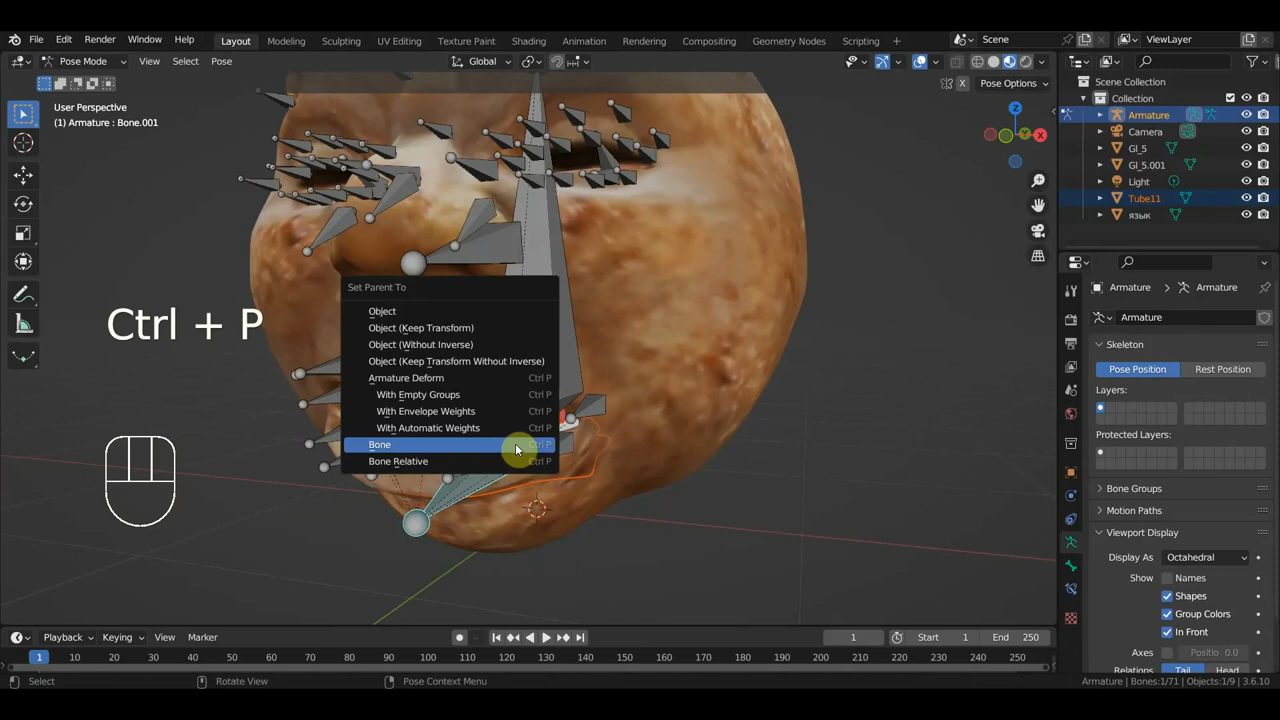 File Edit Render Window Help Layout Modeling Sculpting UV Editing Texture Paint Shading Animation Rendering Compositing Geometry Nodes Scripting + Scene ViewLayer
Pose Mode View Select Pose Global
X Pose Options
User Perspective
(1) Armature : Bone.001
Z
Y
X
Scene Collection
Collection
Armature
Camera
Gl_5
Gl_5.001
Light
Tube11
язык
Ctrl + P
Set Parent To
Object
Object (Keep Transform)
Object (Without Inverse)
Object (Keep Transform Without Inverse)
Armature Deform Ctrl P
With Empty Groups Ctrl P
With Envelope Weights Ctrl P
With Automatic Weights Ctrl P
Bone Ctrl P
Bone Relative Ctrl P
Armature > Armature
Armature
Skeleton
Pose Position Rest Position
Layers:
Protected Layers:
Bone Groups
Motion Paths
Viewport Display
Display As Octahedral
Show Names
Shapes
Group Colors
In Front
Axes Positio 0.0
Relations Tail Head
Playback Keying View Marker 1 Start 1 End 250
1 10 20 30 40 50 60 70 80 90 100 110 120 130 140 150 160 170 180 190 200 210 220 230 240 250
Select Rotate View Pose Context Menu Armature | Bones:1/71 | Objects:1/9 | 3.6.10